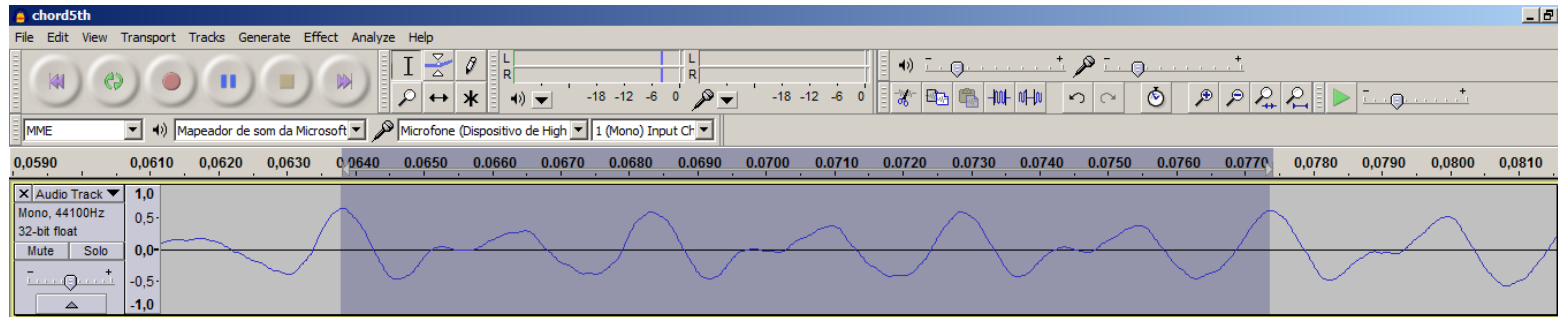 chord5th
File Edit View Transport Tracks Generate Effect Analyze Help
L L
R R
-18 -12 -6 0 -18 -12 -6 0
MME Mapeador de som da Microsoft Microfone (Dispositivo de High 1 (Mono) Input Ch
0,0590 0,0610 0,0620 0,0630 0,0640 0.0650 0.0660 0.0670 0.0680 0.0690 0.0700 0.0710 0.0720 0.0730 0.0740 0.0750 0.0760 0.0770 0,0780 0,0790 0,0800 0,0810
X Audio Track 1,0
Mono, 44100Hz 0,5
32-bit float
Mute Solo 0,0
- + -0,5
-1,0